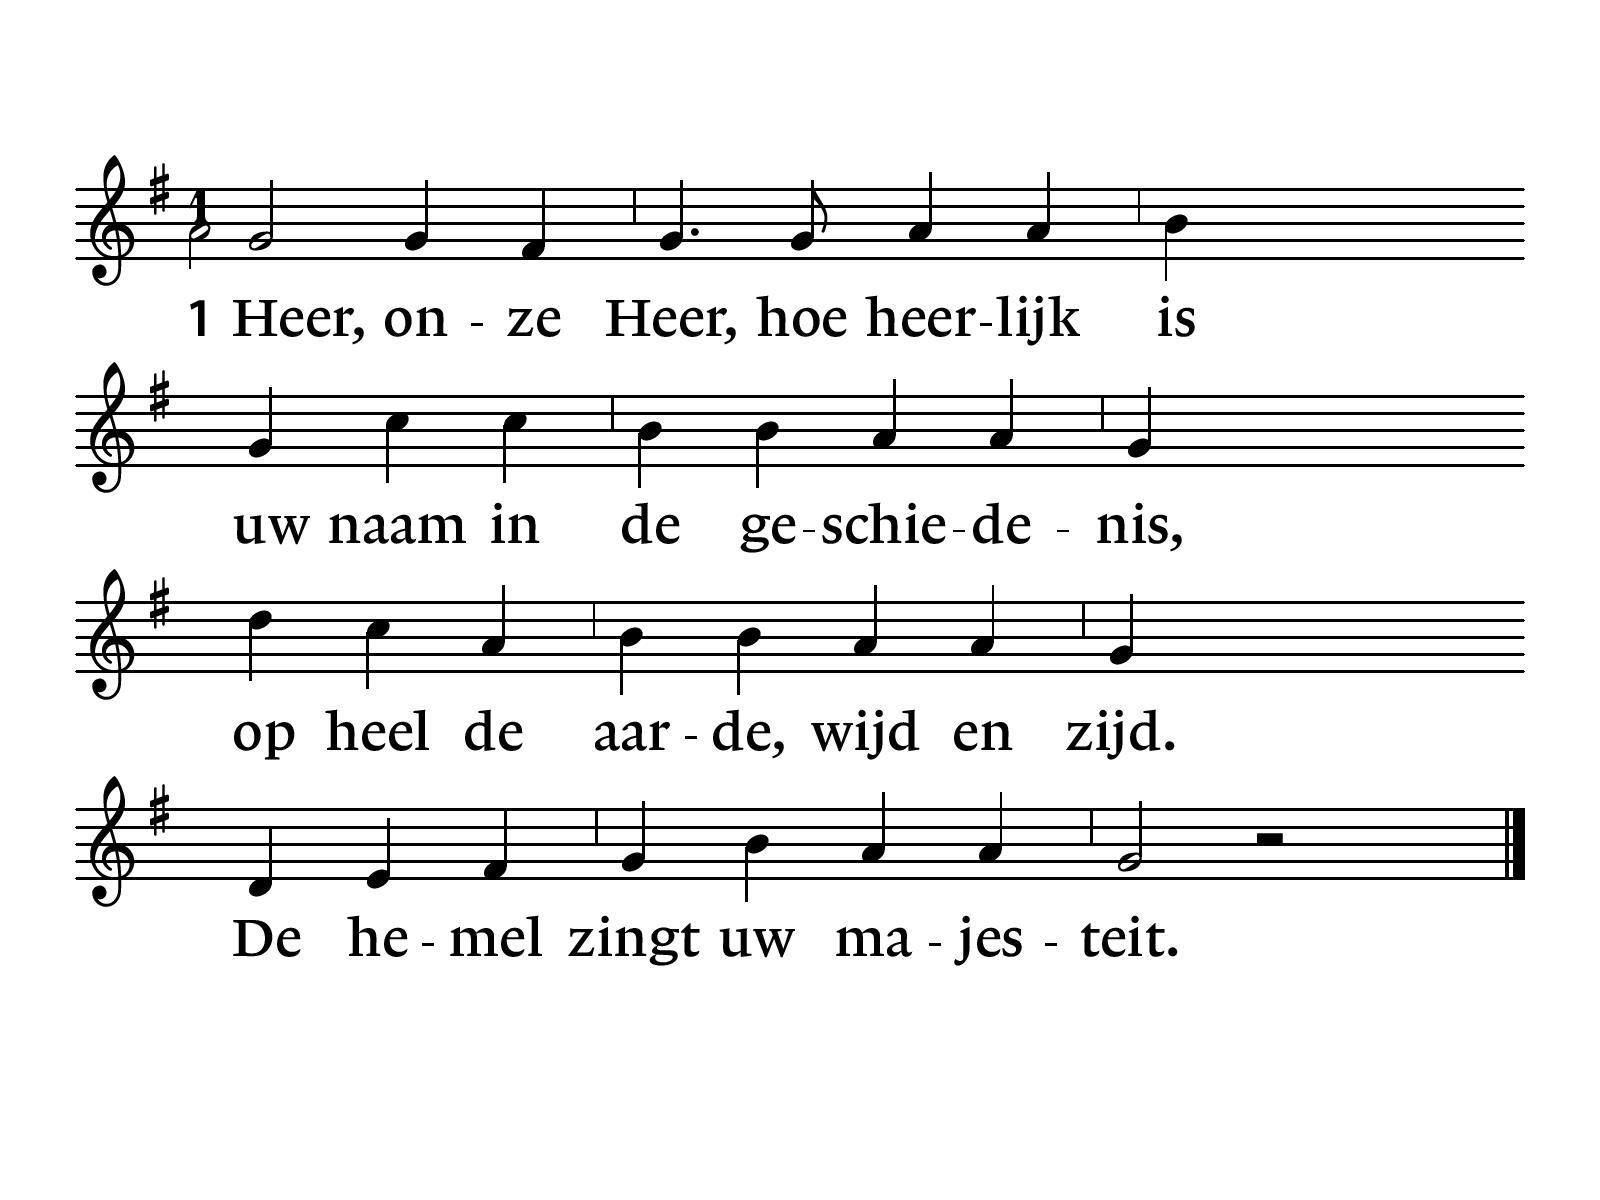 1 Heer, on - ze Heer, hoe heer-lijk is
uw naam in de ge-schie-de - nis,
op heel de aar - de, wijd en zijd.
De he - mel zingt uw ma - jes - teit.